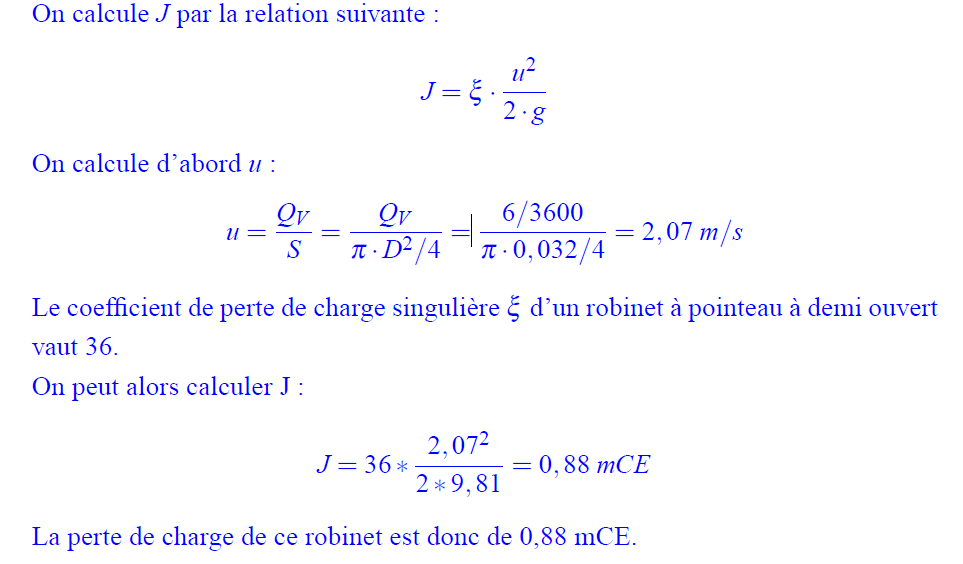 On calcule J par la relation suivante :
J = ξ · u² / 2 · g
On calcule d'abord u :
u = Q_V / S = Q_V / π · D²/4 = 6/3600 / π · 0,032/4 = 2,07 m/s
Le coefficient de perte de charge singulière ξ d'un robinet à pointeau à demi ouvert
vaut 36.
On peut alors calculer J :
J = 36 * 2,07² / 2 * 9,81 = 0,88 mCE
La perte de charge de ce robinet est donc de 0,88 mCE.